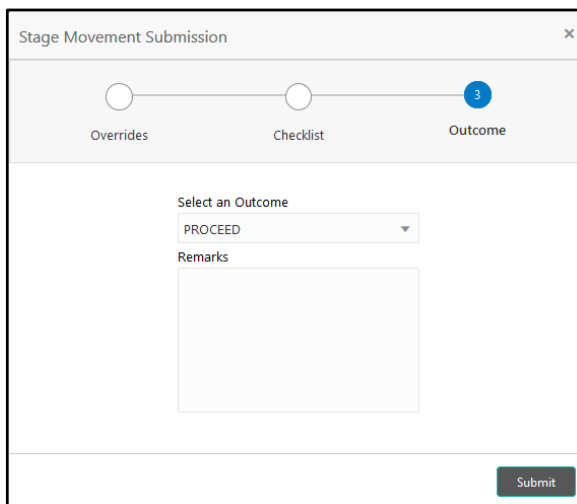 Stage Movement Submission ×
3
Overrides Checklist Outcome
Select an Outcome
PROCEED
Remarks
Submit